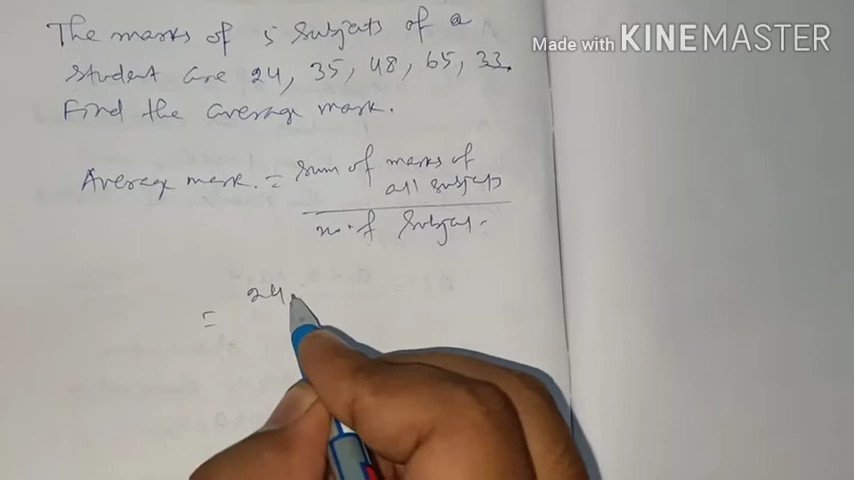 The marks of 5 subjects of a
student are 24, 35, 48, 65, 33.
Find the average mark.
Average mark. = sum of marks of
all subjects
no. of subject.
= 24
Made with KINEMASTER